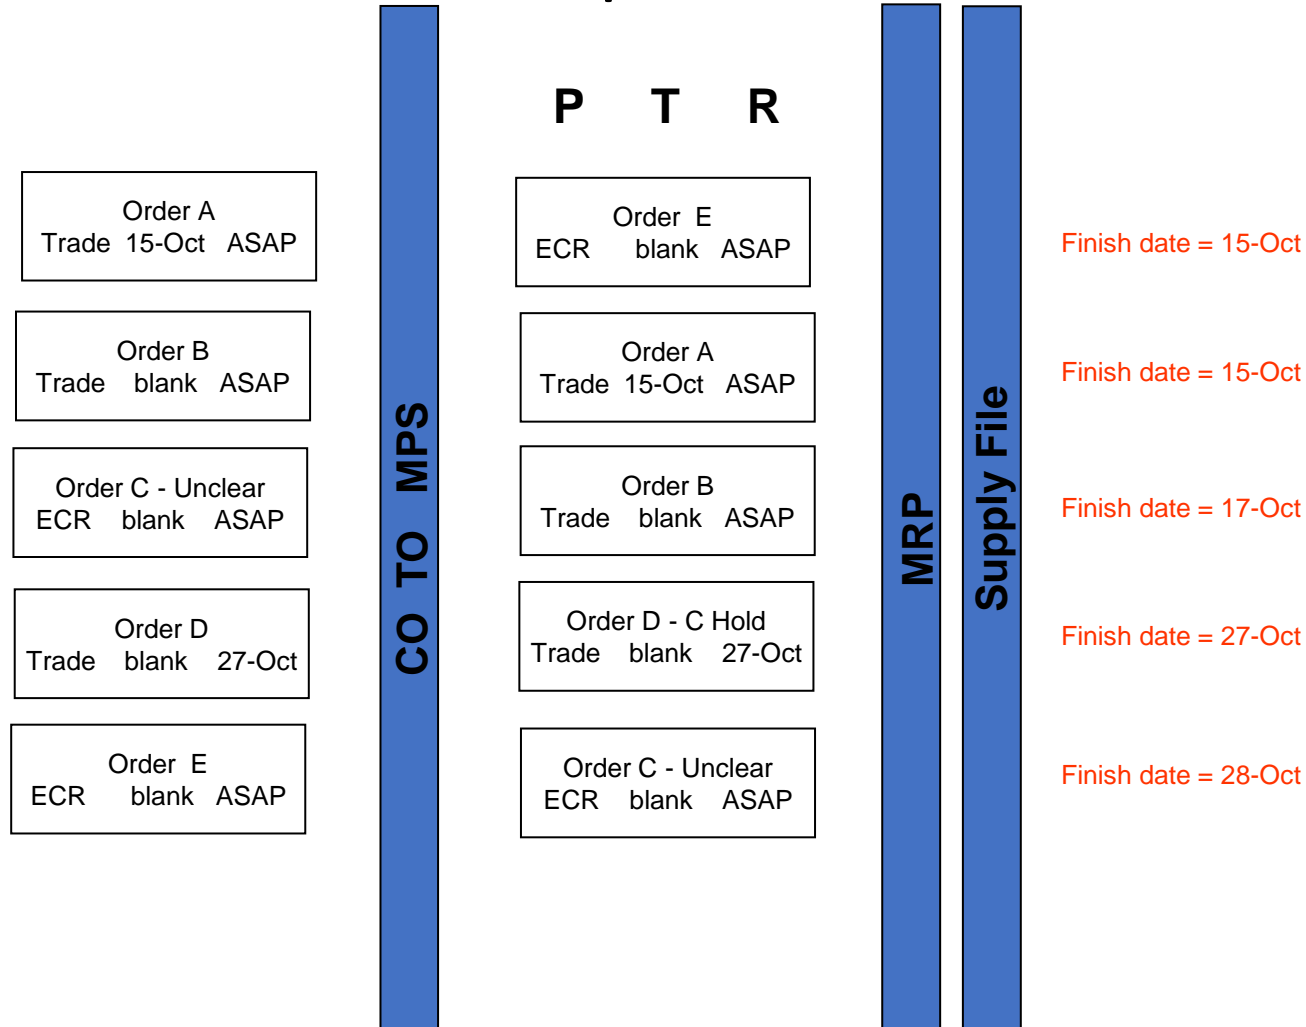 P T R
Order A
Trade 15-Oct ASAP
Order B
Trade blank ASAP
Order C - Unclear
ECR blank ASAP
Order D
Trade blank 27-Oct
Order E
ECR blank ASAP
CO TO MPS
Order E
ECR blank ASAP
Order A
Trade 15-Oct ASAP
Order B
Trade blank ASAP
Order D - C Hold
Trade blank 27-Oct
Order C - Unclear
ECR blank ASAP
MRP
Supply File
Finish date = 15-Oct
Finish date = 15-Oct
Finish date = 17-Oct
Finish date = 27-Oct
Finish date = 28-Oct